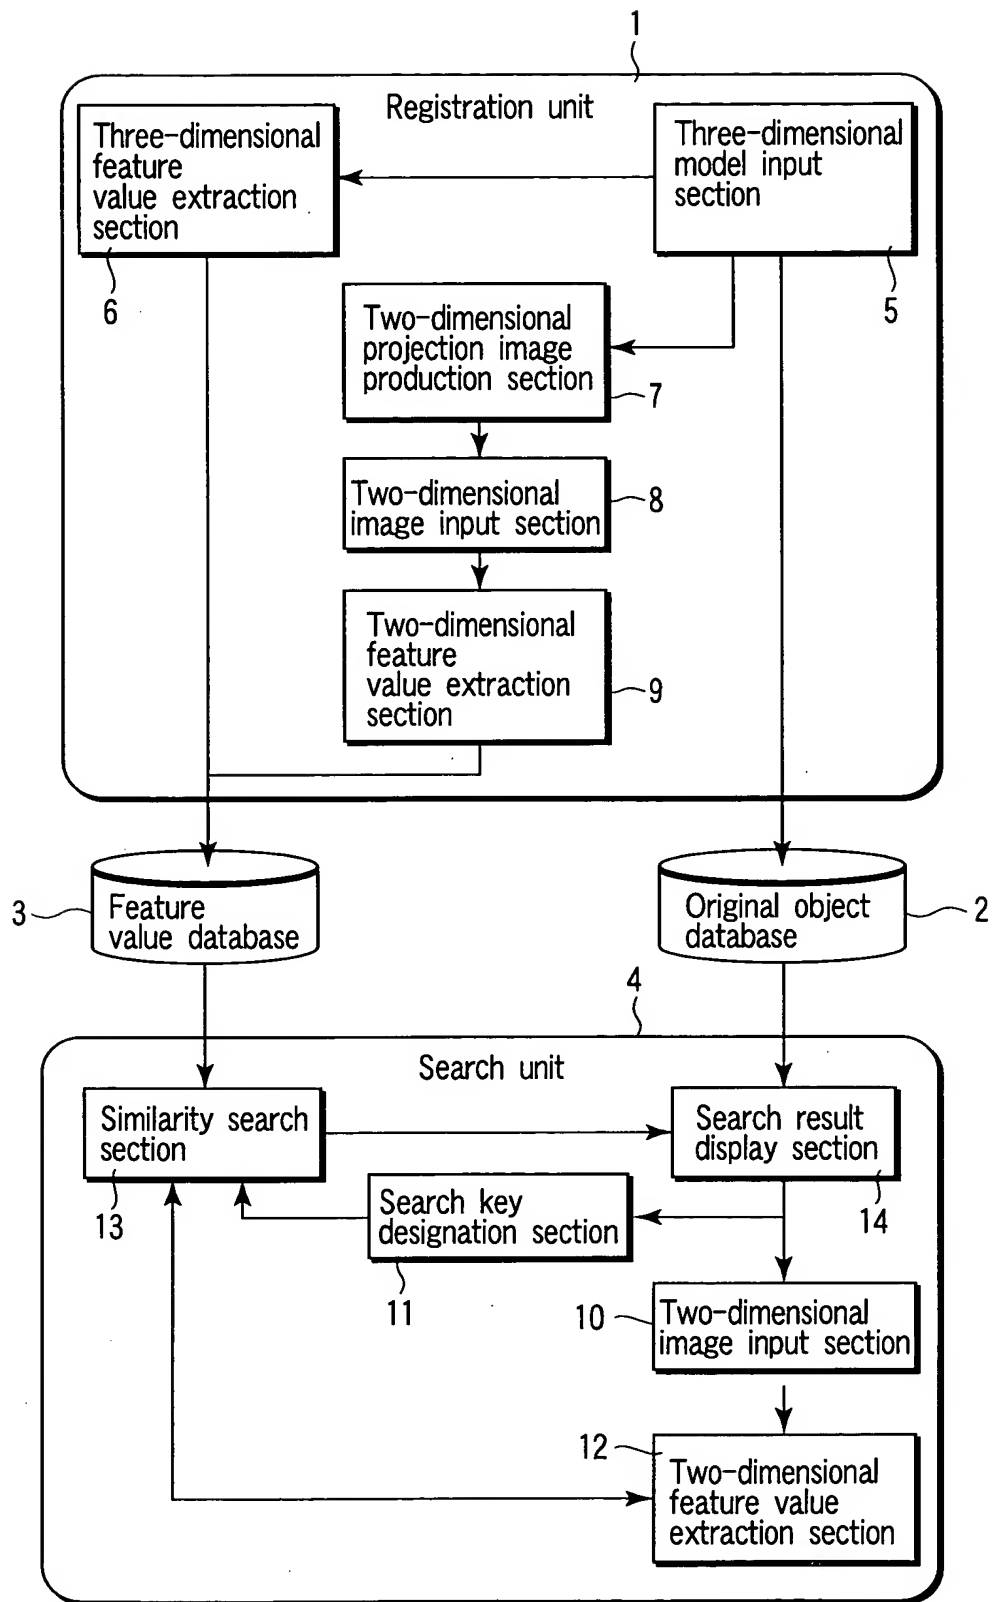 1
Registration unit
Three-dimensional
feature
value extraction
section
6
Three-dimensional
model input
section
5
Two-dimensional
projection image
production section
7
Two-dimensional
image input section
8
Two-dimensional
feature
value extraction
section
9
3
Feature
value database
Original object
database
2
4
Search unit
Similarity search
section
13
Search result
display section
14
Search key
designation section
11
10
Two-dimensional
image input section
12
Two-dimensional
feature value
extraction section